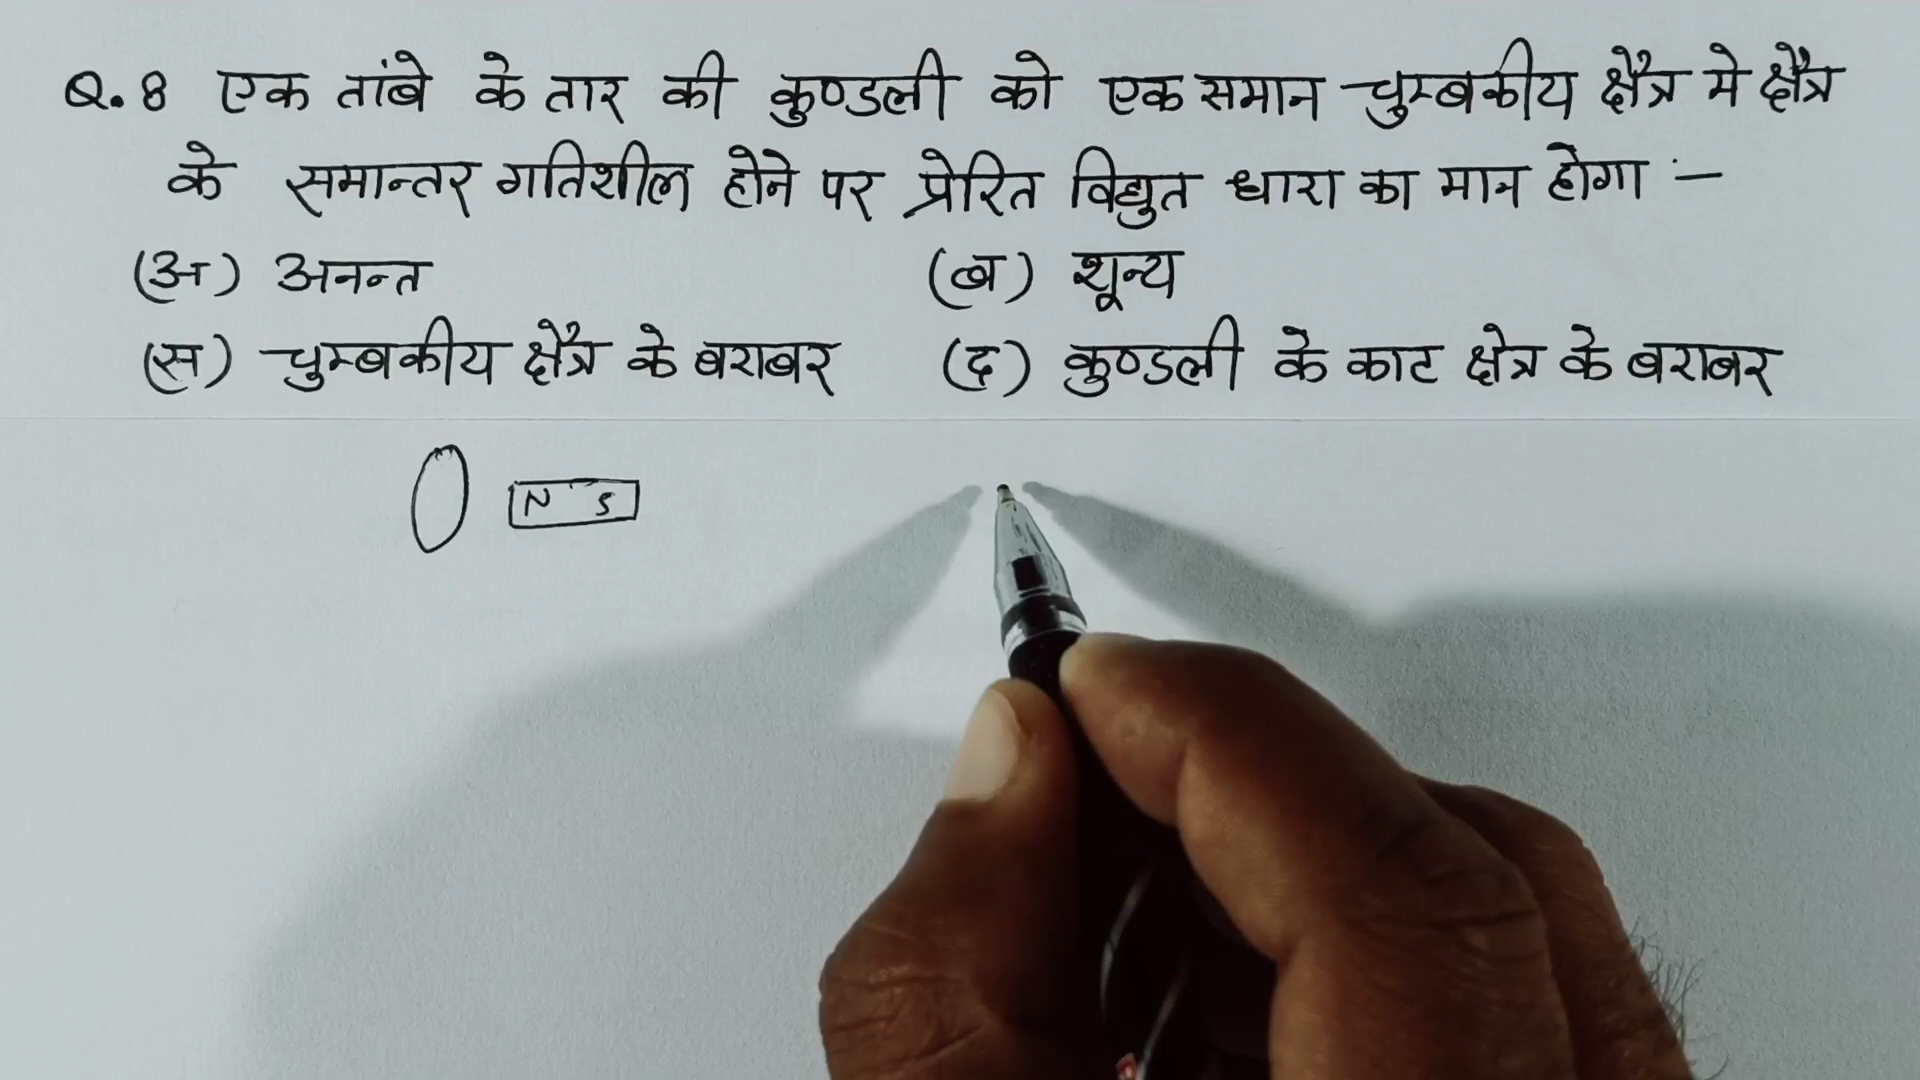 Q. 8 एक तांबे के तार की कुण्डली को एक समान चुम्बकीय क्षैत्र मे क्षैत्र
के समान्तर गतिशील होने पर प्रेरित विद्युत धारा का मान होगा :-
(अ) अनन्त (ब) शून्य
(स) चुम्बकीय क्षैत्र के बराबर (द) कुण्डली के काट क्षेत्र के बराबर
N S